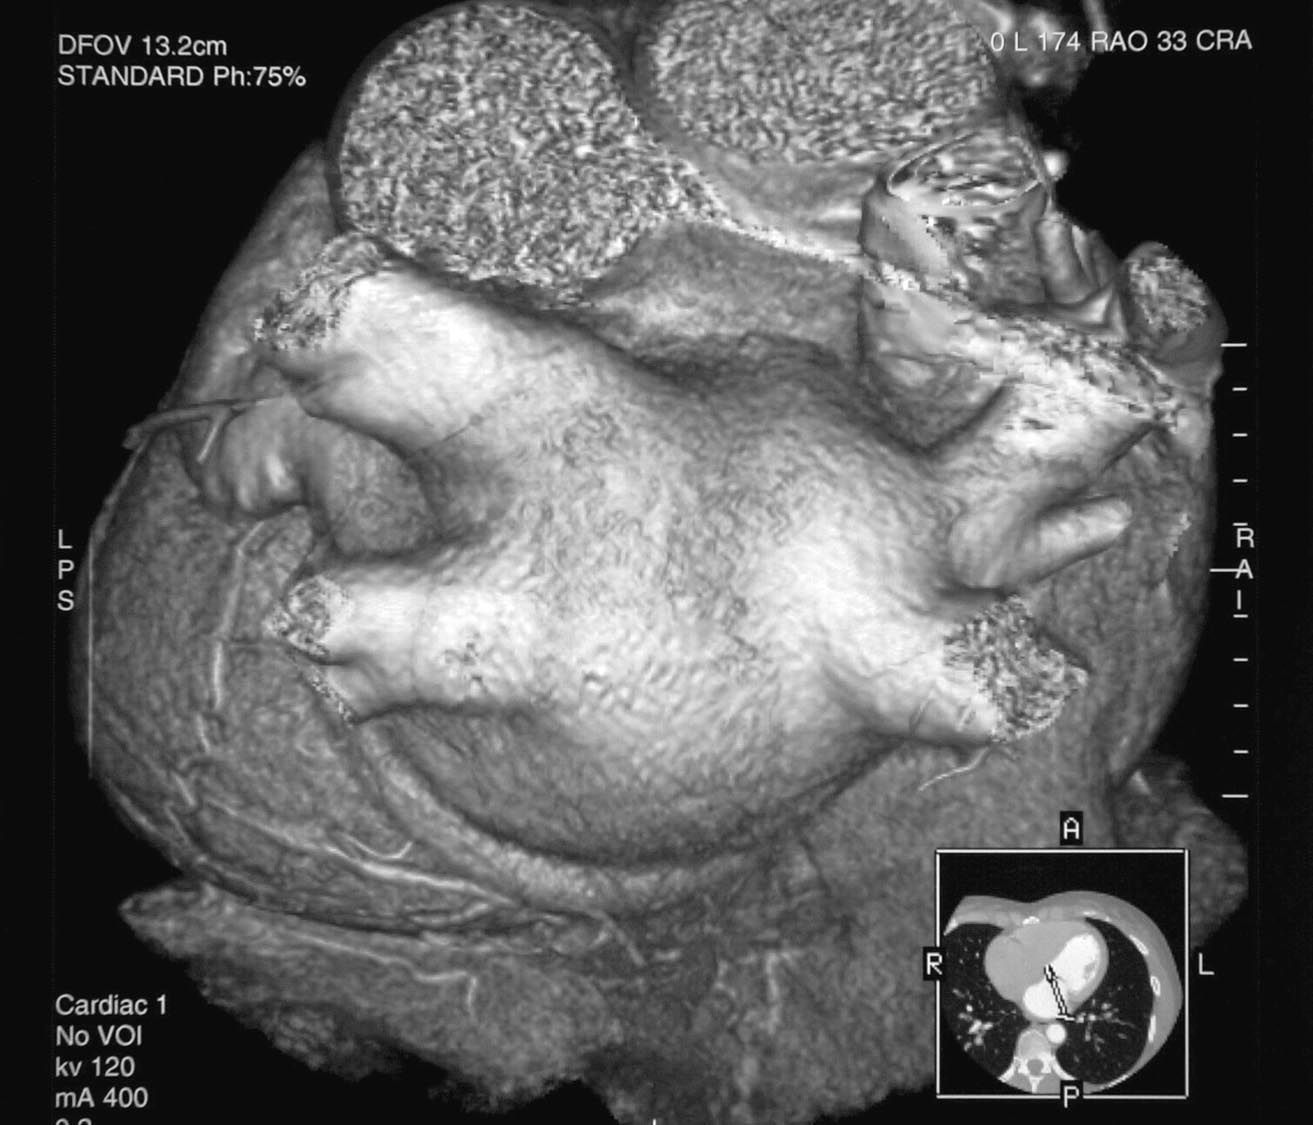 DFOV 13.2cm
STANDARD Ph:75%
0 L 174 RAO 33 CRA
L
P
S
R
A
I
A
R
L
P
Cardiac 1
No VOI
kv 120
mA 400